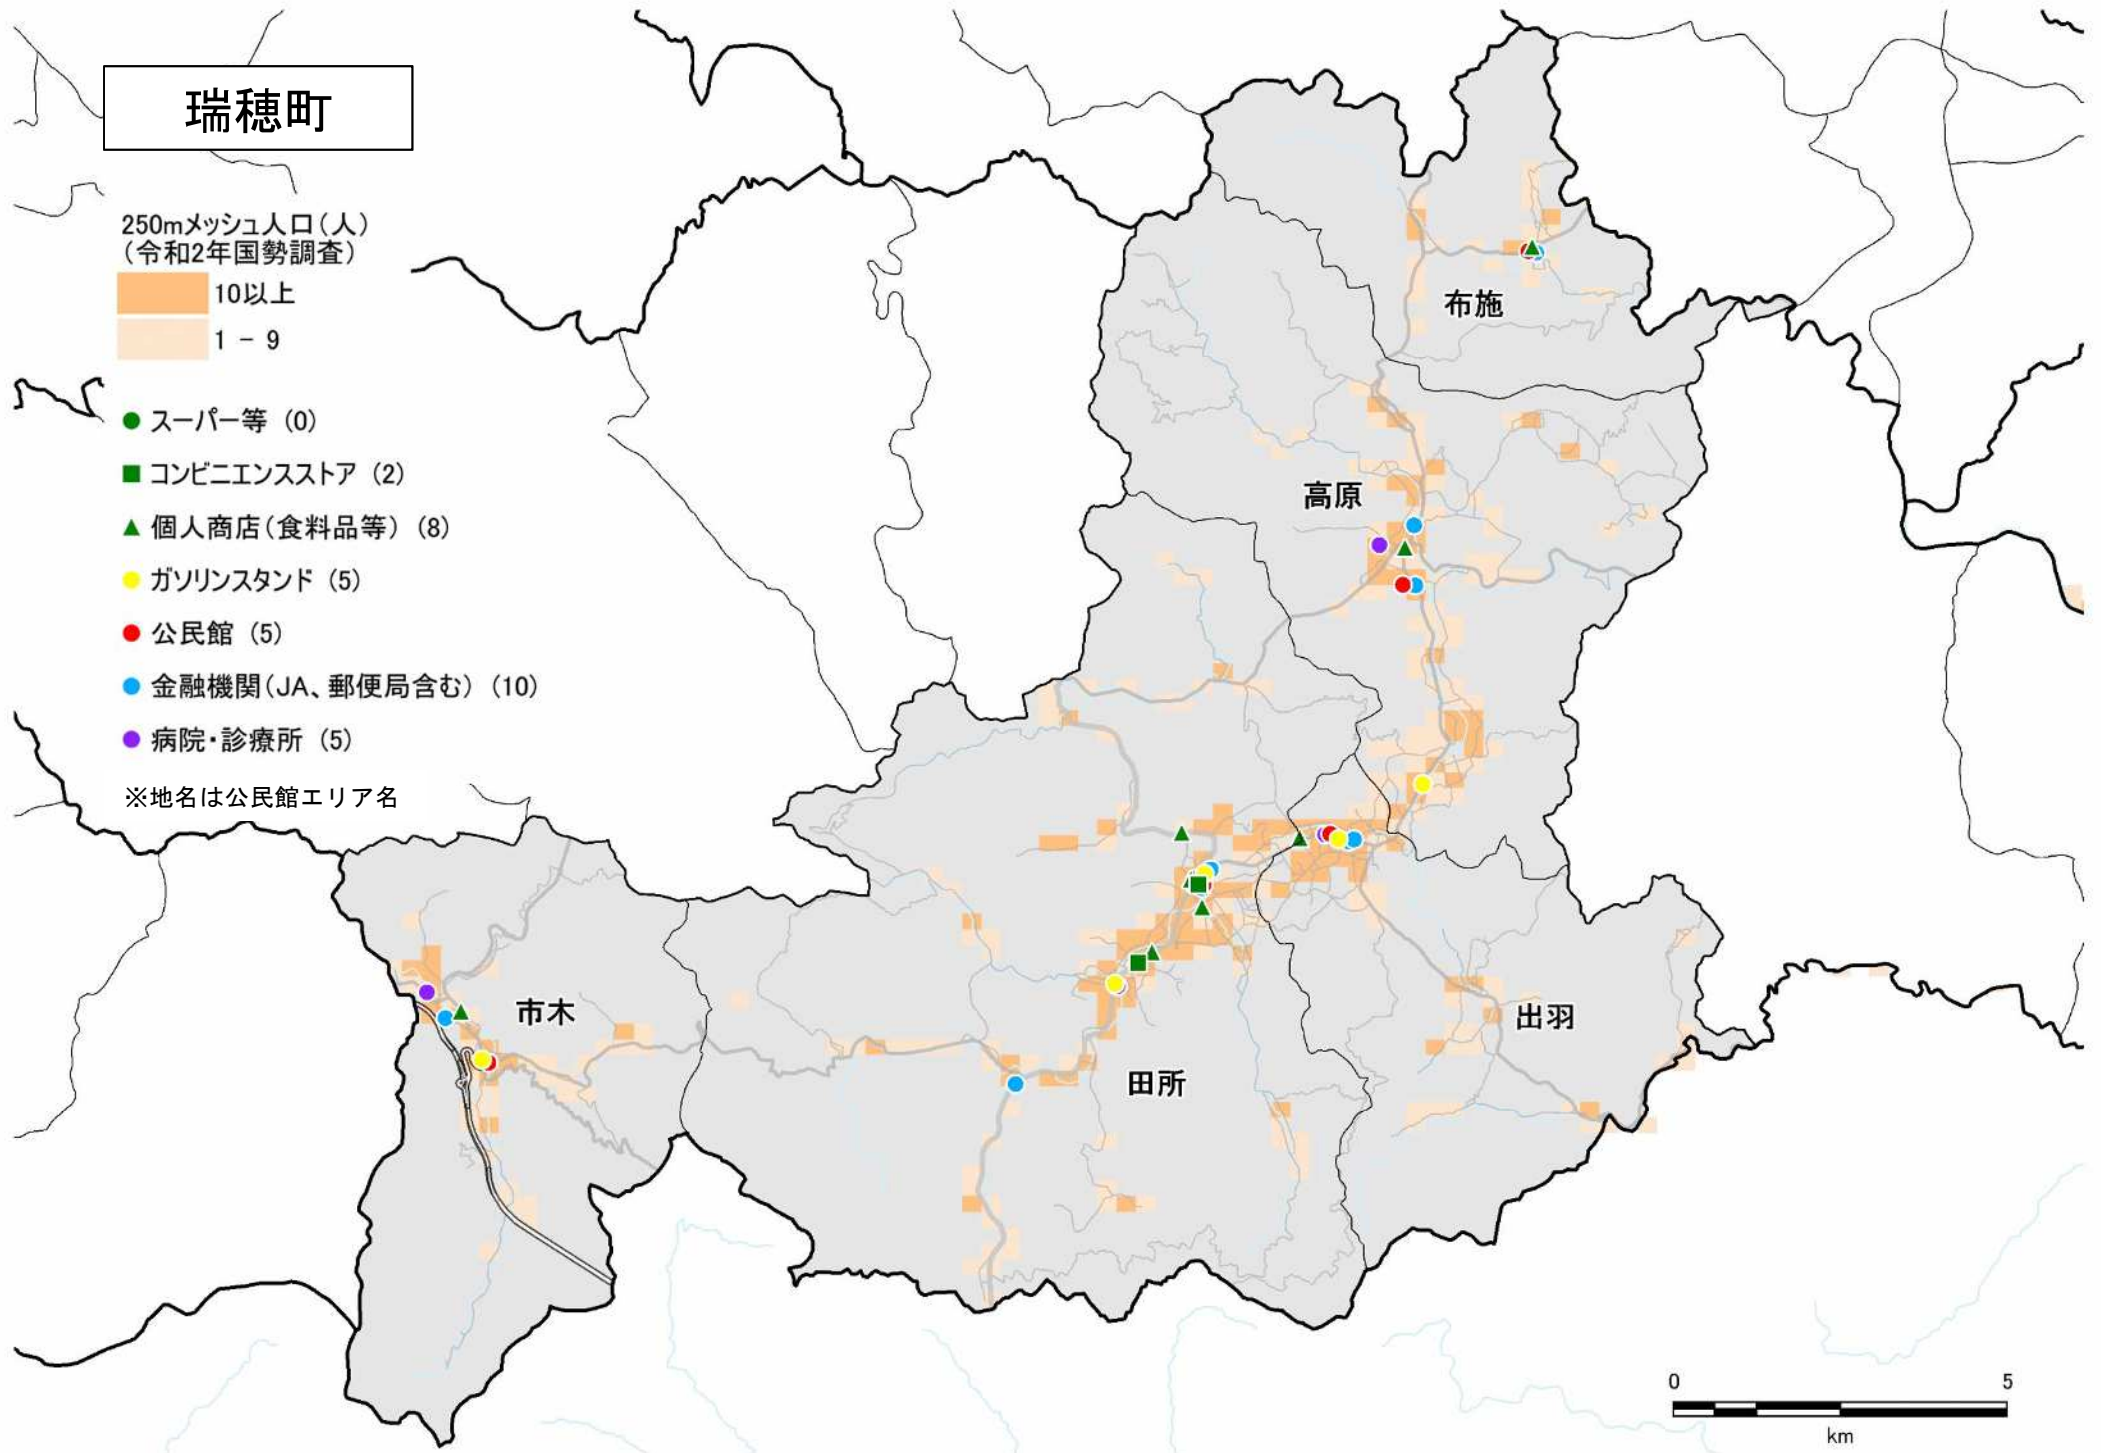 瑞穂町
250mメッシュ人口(人)
(令和2年国勢調査)
10以上
1 - 9
スーパー等 (0)
コンビニエンスストア (2)
個人商店(食料品等) (8)
ガソリンスタンド (5)
公民館 (5)
金融機関(JA、郵便局含む) (10)
病院・診療所 (5)
※地名は公民館エリア名
布施
高原
市木
出羽
田所
0 5
km